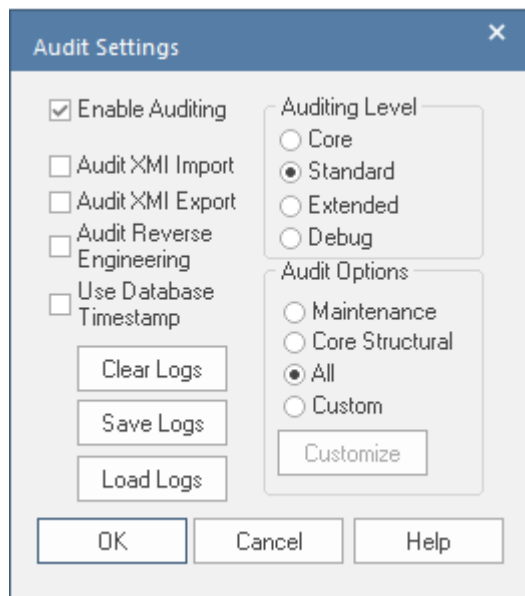 Audit Settings
Enable Auditing
Audit XMI Import
Audit XMI Export
Audit Reverse
Engineering
Use Database
Timestamp
Clear Logs
Save Logs
Load Logs
Auditing Level
Core
Standard
Extended
Debug
Audit Options
Maintenance
Core Structural
All
Custom
Customize
OK
Cancel
Help